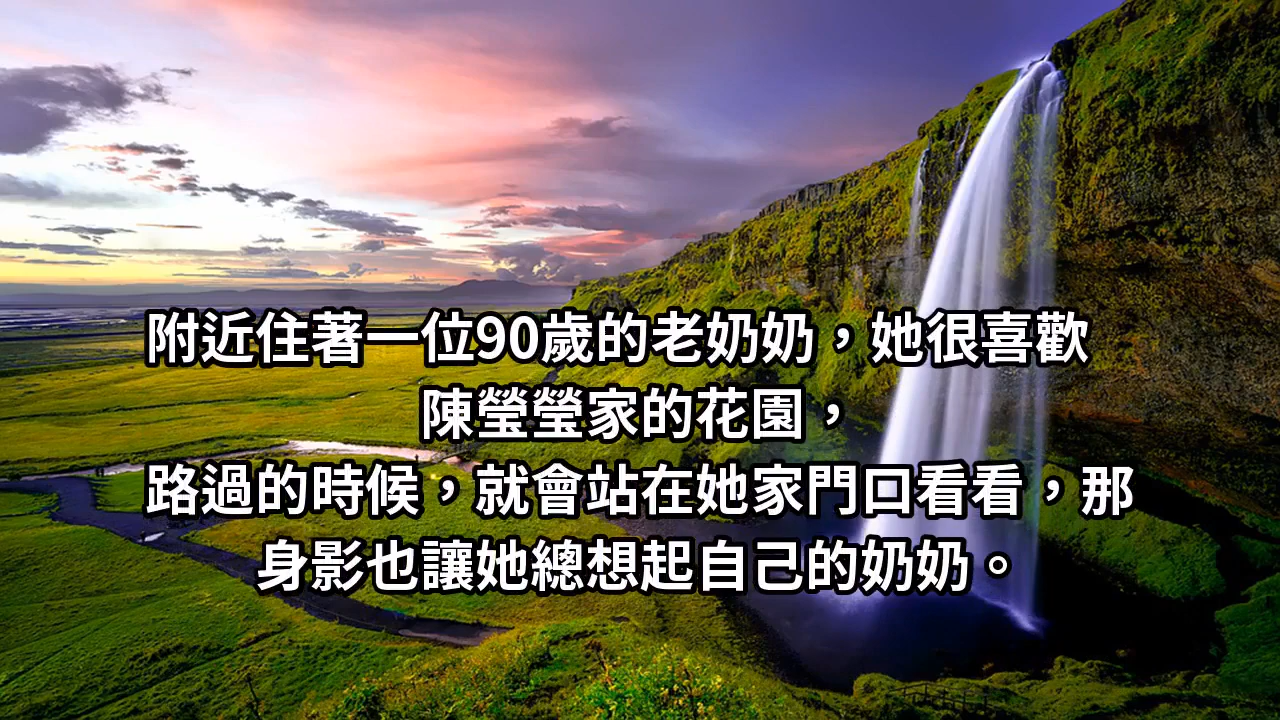 附近住著一位90歲的老奶奶，她很喜歡
陳瑩瑩家的花園，
路過的時候，就會站在她家門口看看，那
身影也讓她總想起自己的奶奶。